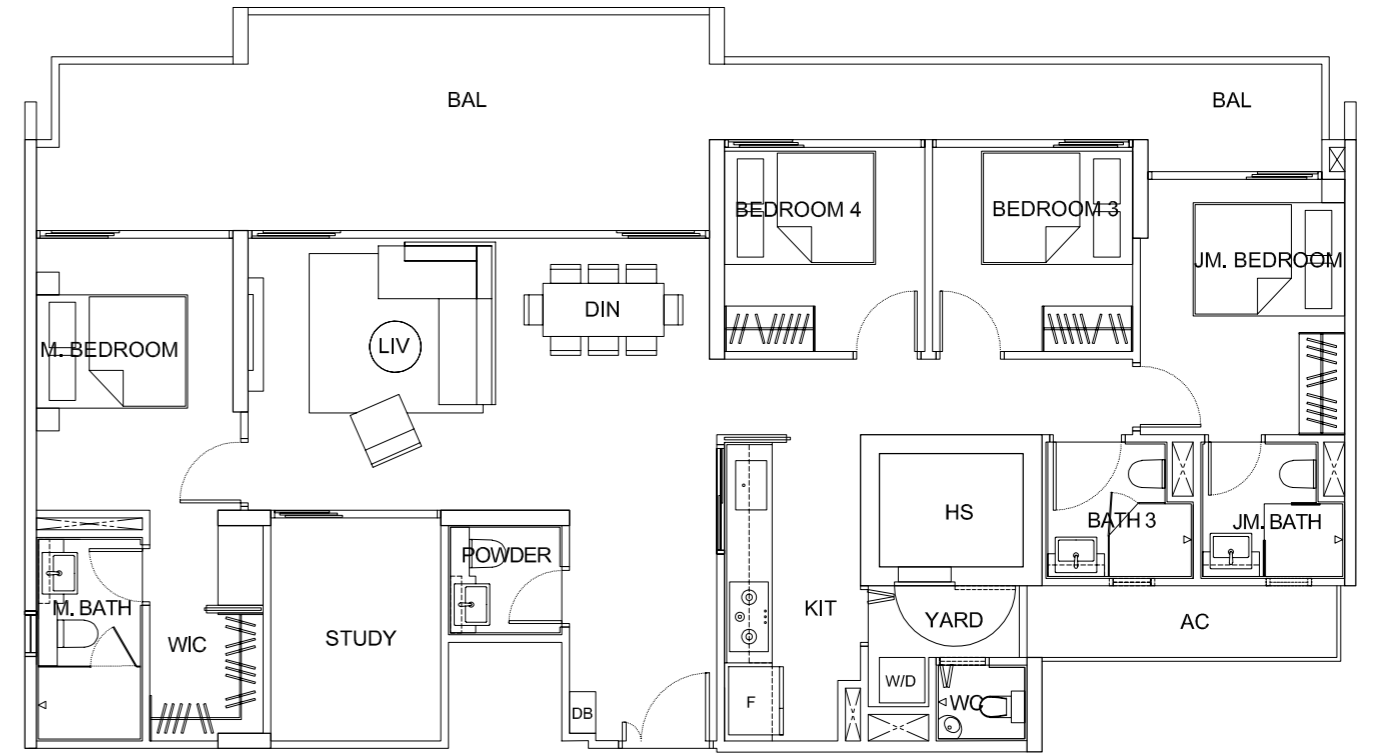 BAL
BAL
BEDROOM 4
BEDROOM 3
JM. BEDROOM
DIN
M. BEDROOM
LIV
HS
BATH 3
JM. BATH
POWDER
M. BATH
KIT
YARD
AC
STUDY
WIC
W/D
F
WC
DB